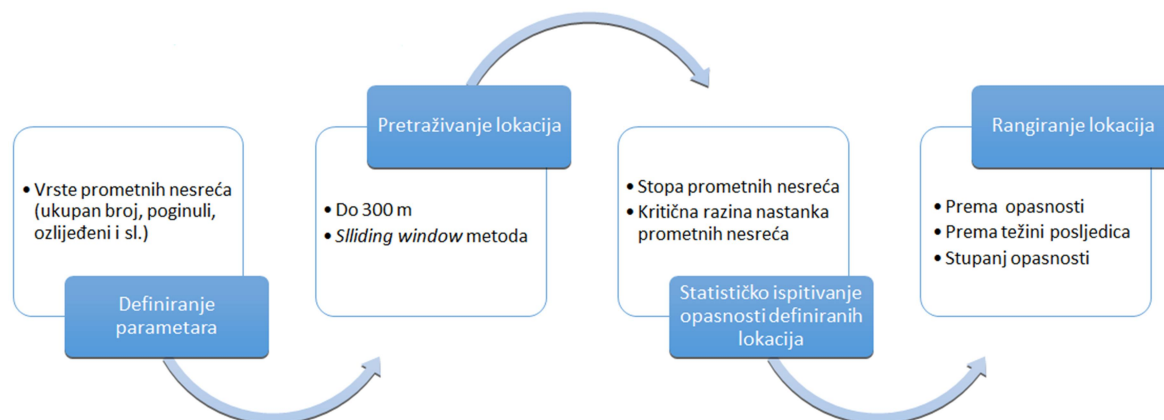 • Vrste prometnih nesreća
(ukupan broj, poginuli,
ozlijeđeni i sl.)
Definiranje
parametara
Pretraživanje lokacija
• Do 300 m
• Slliding window metoda
• Stopa prometnih nesreća
• Kritična razina nastanka
prometnih nesreća
Statističko ispitivanje
opasnosti definiranih
lokacija
Rangiranje lokacija
• Prema opasnosti
• Prema težini posljedica
• Stupanj opasnosti